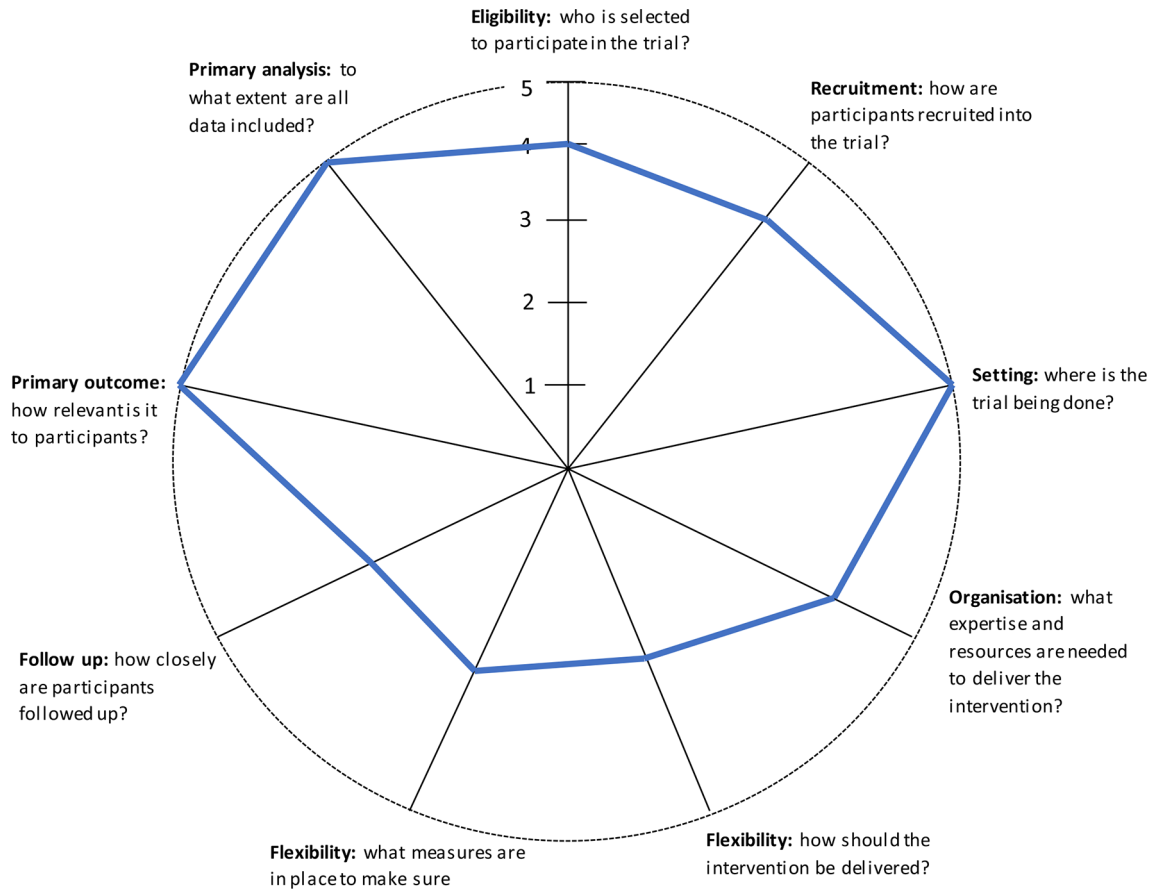 Eligibility: who is selected
to participate in the trial?
Primary analysis: to
what extent are all
data included?
Recruitment: how are
participants recruited into
the trial?
5
4
3
2
1
Primary outcome:
how relevant is it
to participants?
Setting: where is the
trial being done?
Organisation: what
expertise and
resources are needed
to deliver the
intervention?
Follow up: how closely
are participants
followed up?
Flexibility: how should the
intervention be delivered?
Flexibility: what measures are
in place to make sure